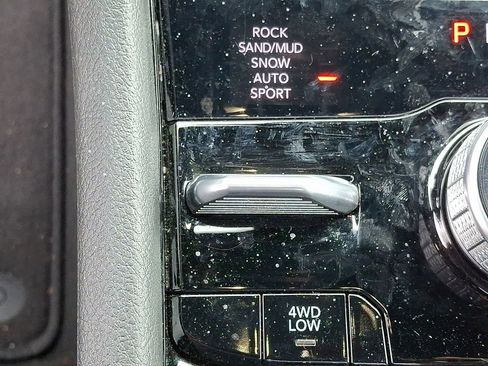 ROCK
SAND/MUD
SNOW
AUTO
SPORT
P
4WD
LOW